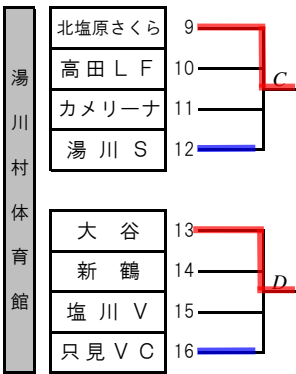 湯川村体育館
北塩原さくら 9
高田ＬＦ 10
カメリーナ 11
湯川Ｓ 12
C
大谷 13
新鶴 14
塩川Ｖ 15
只見ＶＣ 16
D